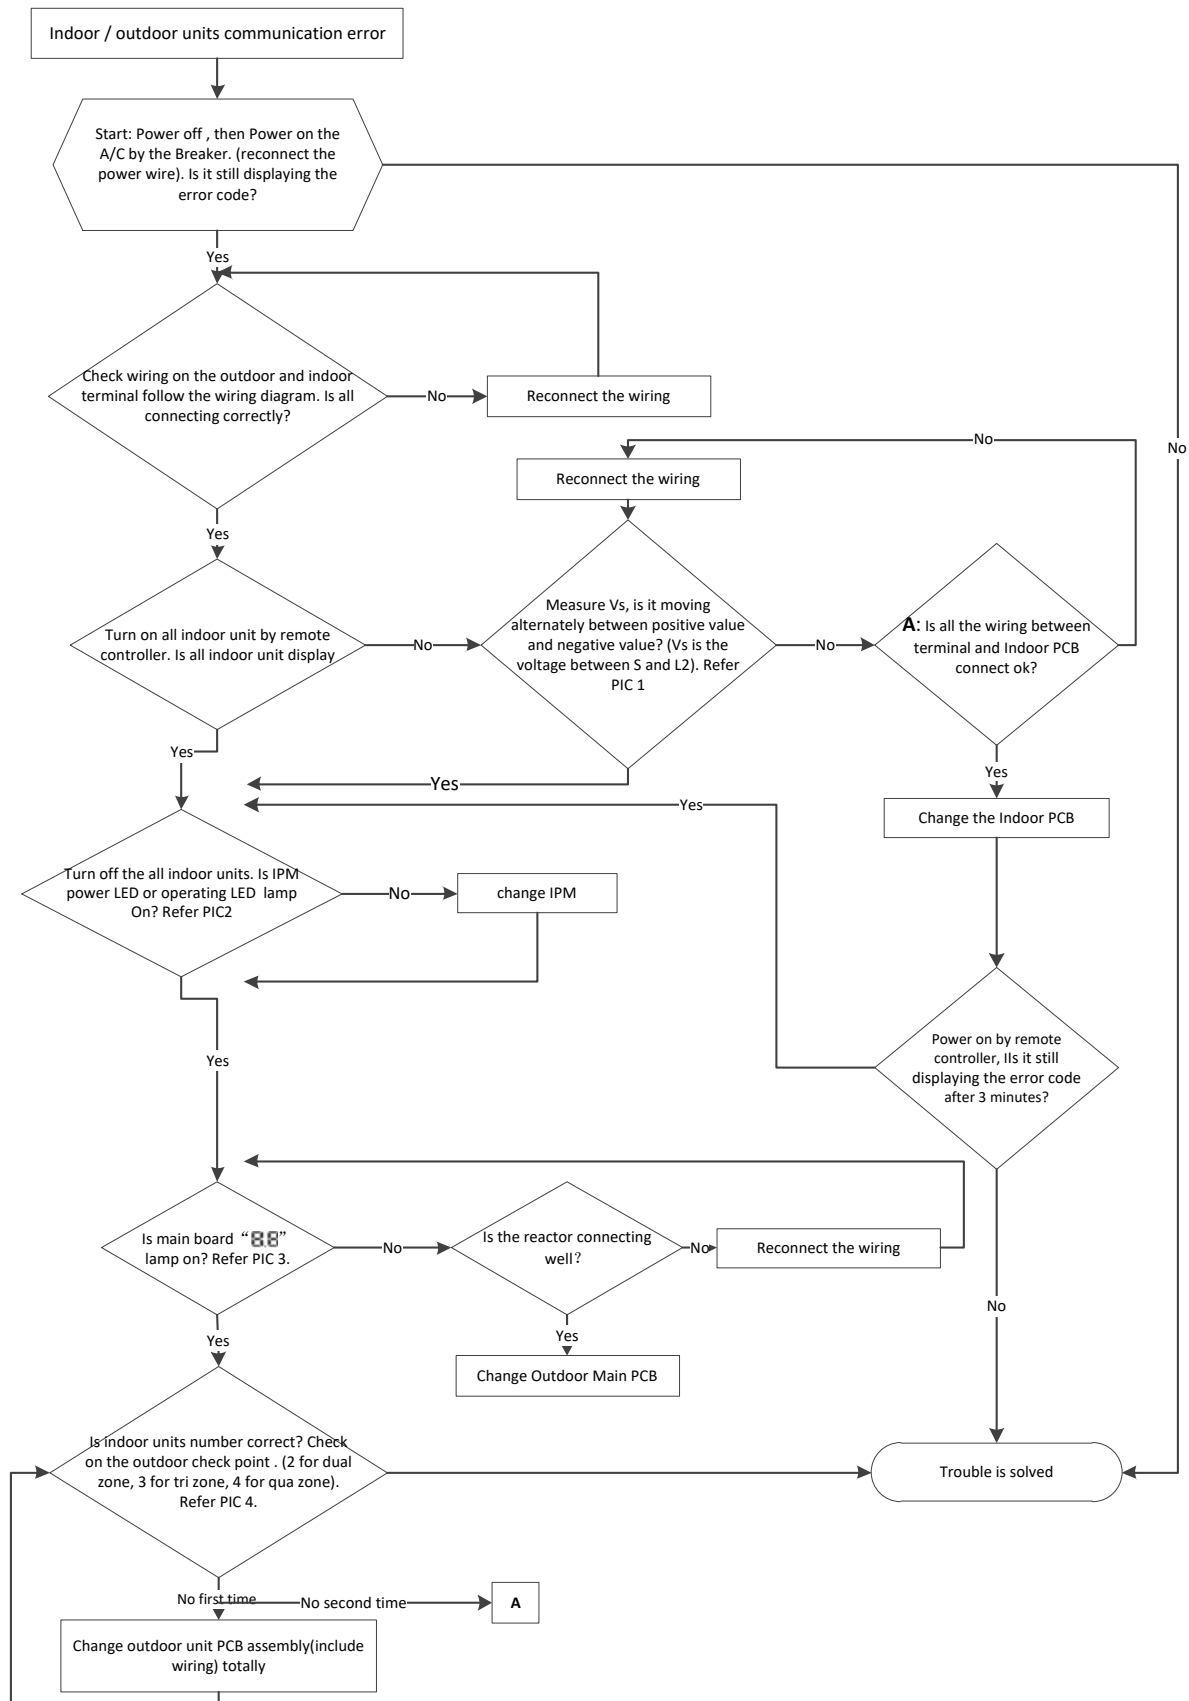 Indoor / outdoor units communication error
Start: Power off , then Power on the
A/C by the Breaker. (reconnect the
power wire). Is it still displaying the
error code?
Yes
No
Check wiring on the outdoor and indoor
terminal follow the wiring diagram. Is all
connecting correctly?
No
Reconnect the wiring
Yes
No
Reconnect the wiring
Turn on all indoor unit by remote
controller. Is all indoor unit display
No
Measure Vs, is it moving
alternately between positive value
and negative value? (Vs is the
voltage between S and L2). Refer
PIC 1
No
A: Is all the wiring between
terminal and Indoor PCB
connect ok?
Yes
Yes
Yes
Yes
Change the Indoor PCB
Turn off the all indoor units. Is IPM
power LED or operating LED lamp
On? Refer PIC2
No
change IPM
Yes
Power on by remote
controller, IIs it still
displaying the error code
after 3 minutes?
No
Is main board “8.8”
lamp on? Refer PIC 3.
No
Is the reactor connecting
well?
No
Reconnect the wiring
Yes
Yes
Change Outdoor Main PCB
Is indoor units number correct? Check
on the outdoor check point . (2 for dual
zone, 3 for tri zone, 4 for qua zone).
Refer PIC 4.
Trouble is solved
No first time
No second time
A
Change outdoor unit PCB assembly(include
wiring) totally